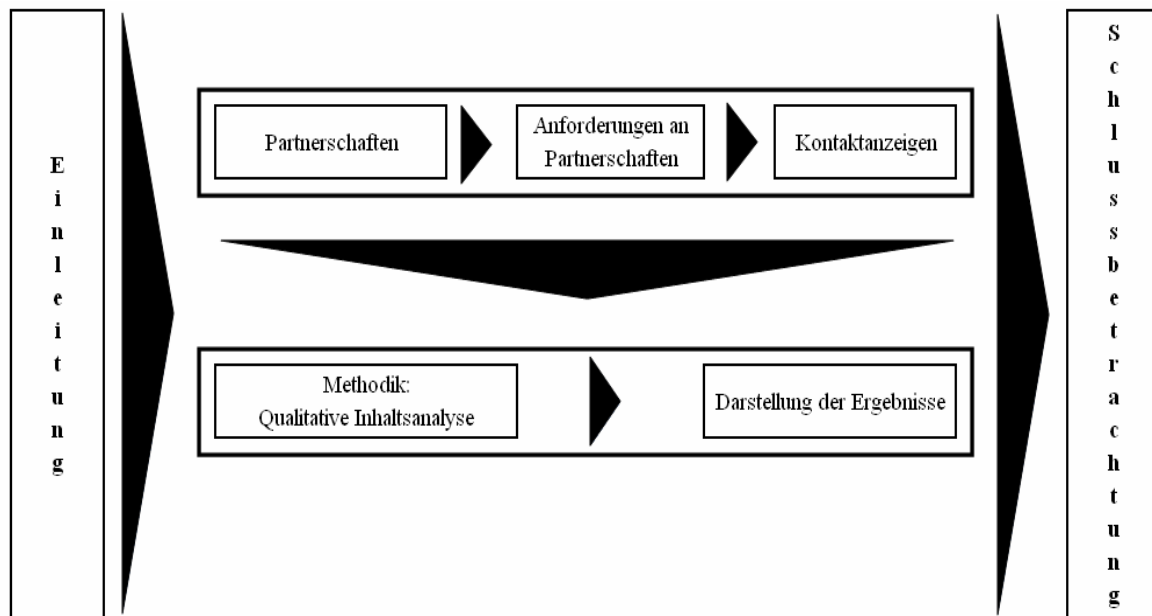 Einleitung
Partnerschaften
Anforderungen an
Partnerschaften
Kontaktanzeigen
Methodik:
Qualitative Inhaltsanalyse
Darstellung der Ergebnisse
Schlussbetrachtung